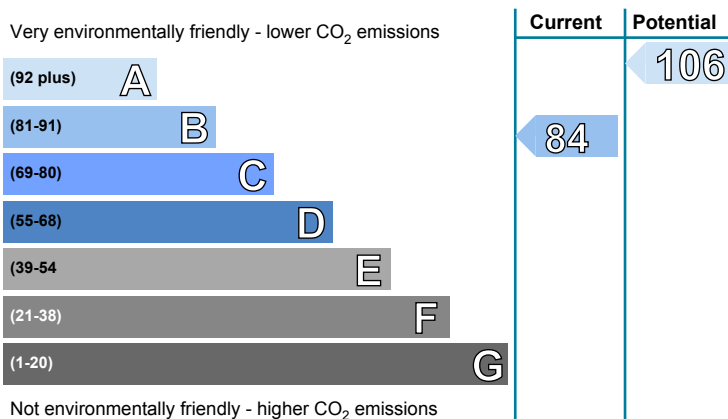 Current Potential
Very environmentally friendly - lower CO2 emissions
106
(92 plus) A
(81-91) B
84
(69-80) C
(55-68) D
(39-54 E
(21-38) F
(1-20) G
Not environmentally friendly - higher CO2 emissions